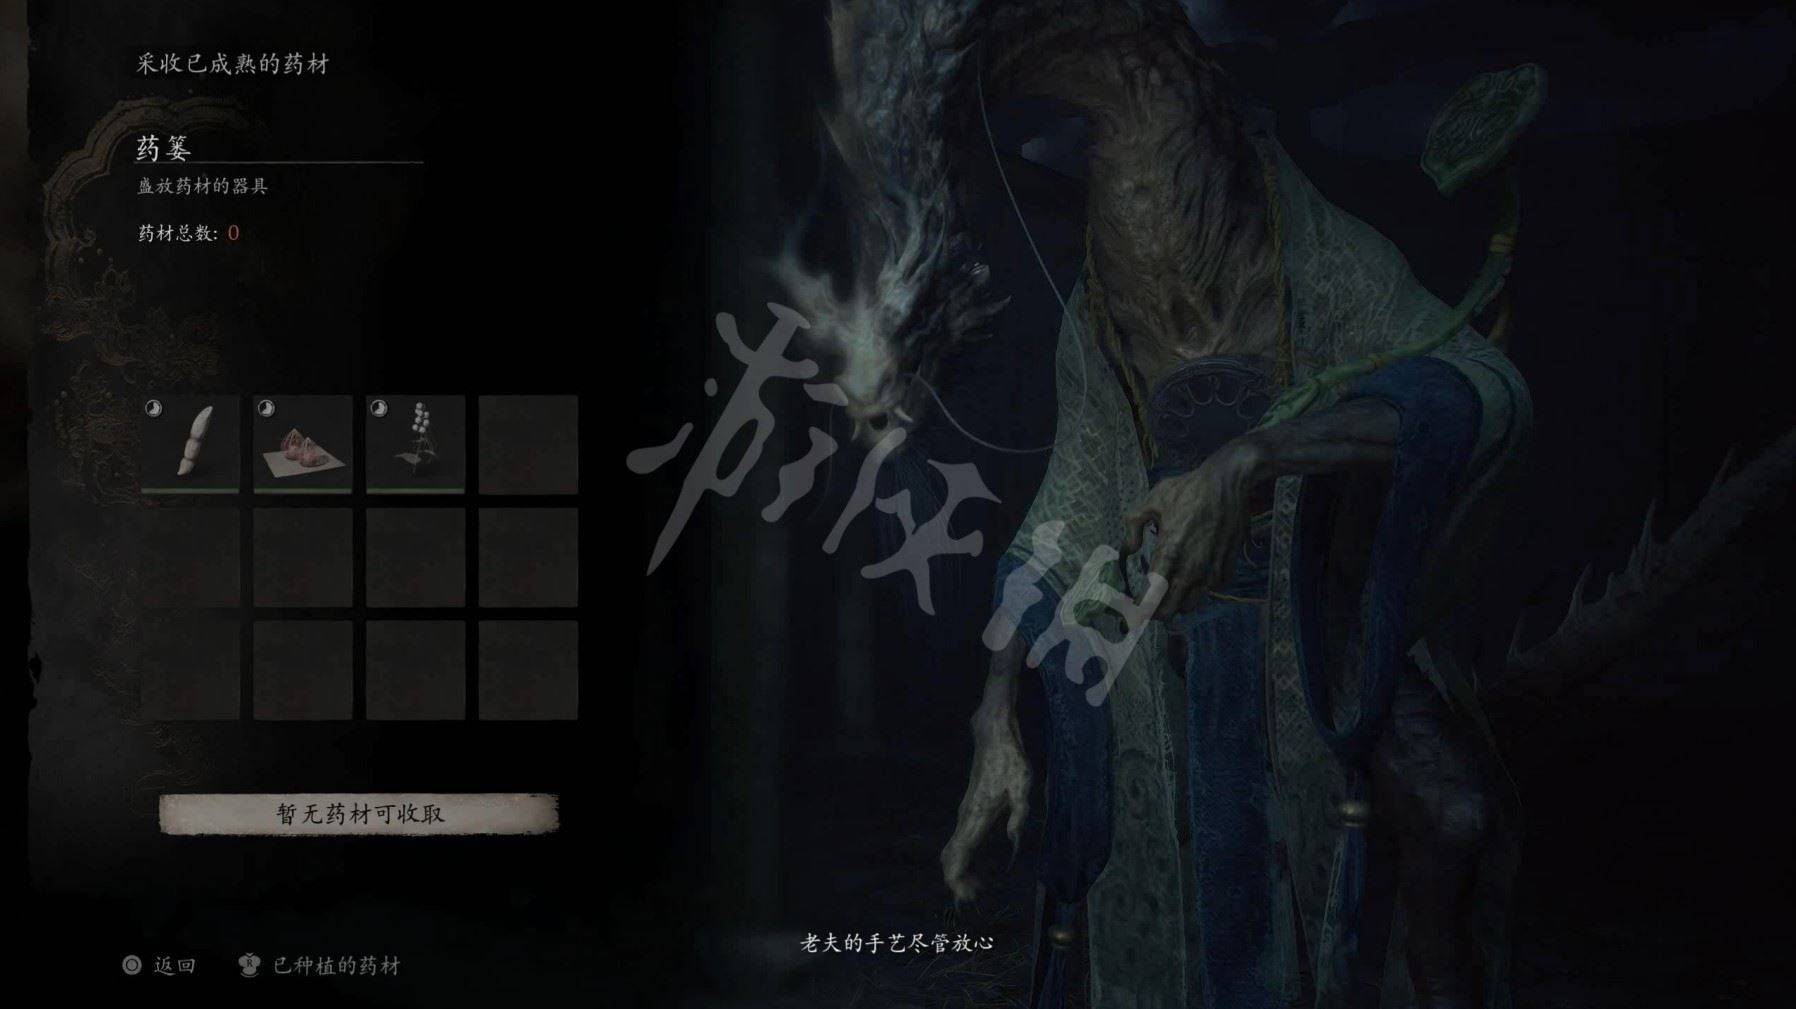 采收已成熟的药材
药篓
盛放药材的器具
药材总数: 0
游侠网
暂无药材可收取
老夫的手艺尽管放心
返回
R 已种植的药材